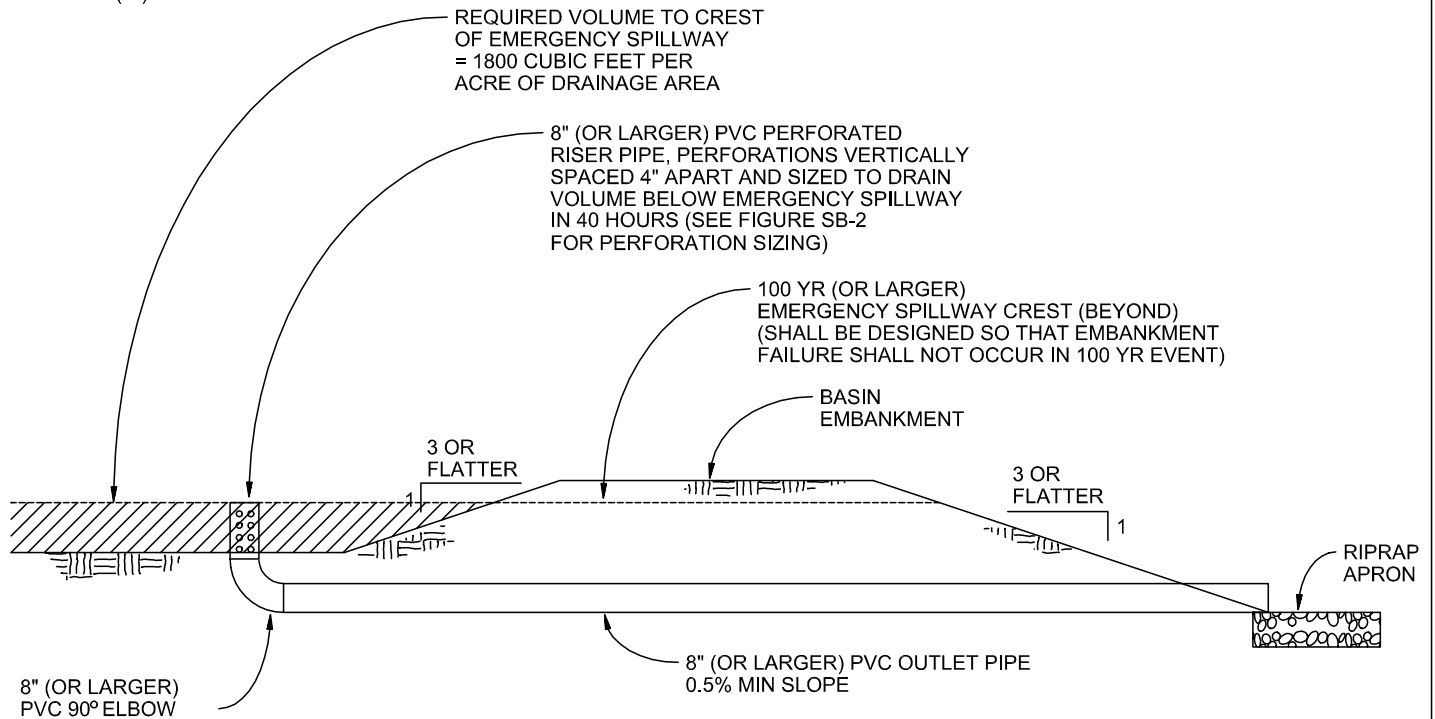 REQUIRED VOLUME TO CREST
OF EMERGENCY SPILLWAY
= 1800 CUBIC FEET PER
ACRE OF DRAINAGE AREA
8" (OR LARGER) PVC PERFORATED
RISER PIPE, PERFORATIONS VERTICALLY
SPACED 4" APART AND SIZED TO DRAIN
VOLUME BELOW EMERGENCY SPILLWAY
IN 40 HOURS (SEE FIGURE SB-2
FOR PERFORATION SIZING)
100 YR (OR LARGER)
EMERGENCY SPILLWAY CREST (BEYOND)
(SHALL BE DESIGNED SO THAT EMBANKMENT
FAILURE SHALL NOT OCCUR IN 100 YR EVENT)
BASIN
EMBANKMENT
3 OR
FLATTER
1
3 OR
FLATTER
1
RIPRAP
APRON
8" (OR LARGER) PVC OUTLET PIPE
0.5% MIN SLOPE
8" (OR LARGER)
PVC 90º ELBOW